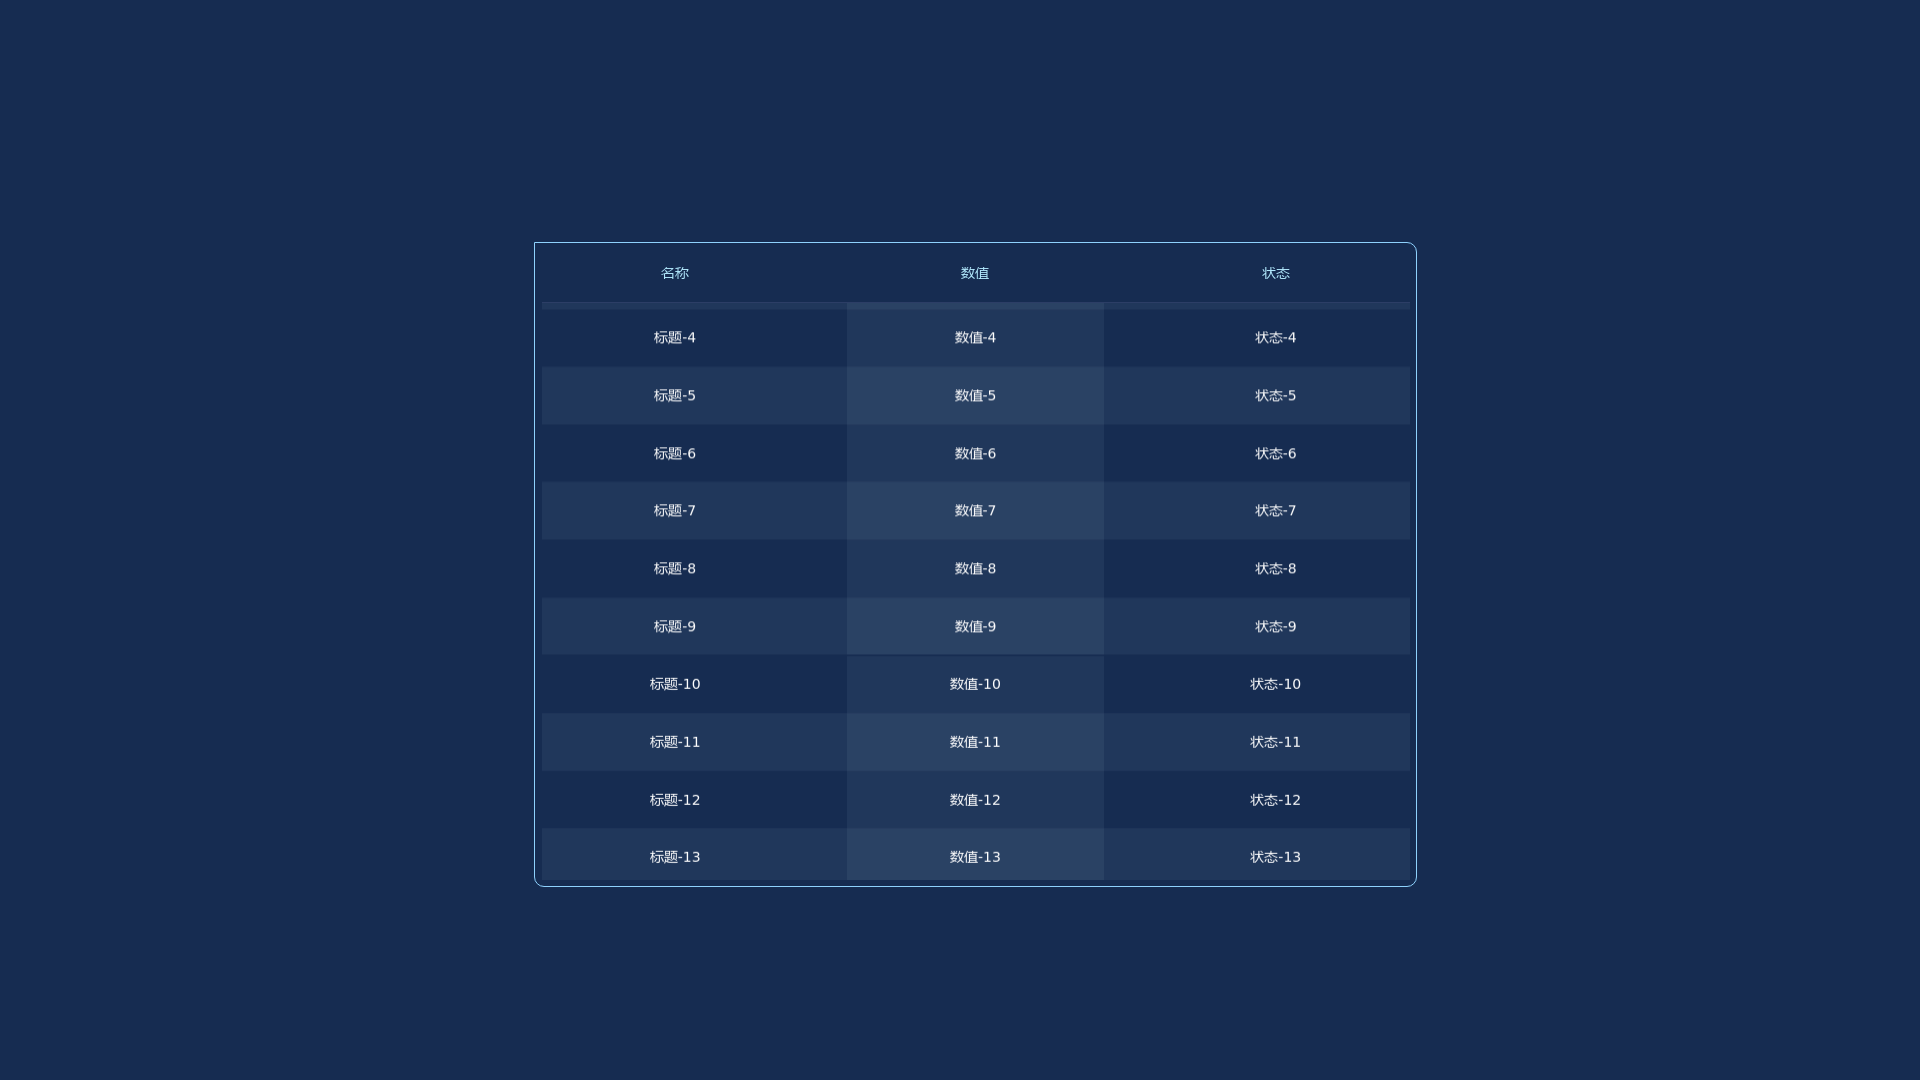 名称 数值 状态
标题-4 数值-4 状态-4
标题-5 数值-5 状态-5
标题-6 数值-6 状态-6
标题-7 数值-7 状态-7
标题-8 数值-8 状态-8
标题-9 数值-9 状态-9
标题-10 数值-10 状态-10
标题-11 数值-11 状态-11
标题-12 数值-12 状态-12
标题-13 数值-13 状态-13